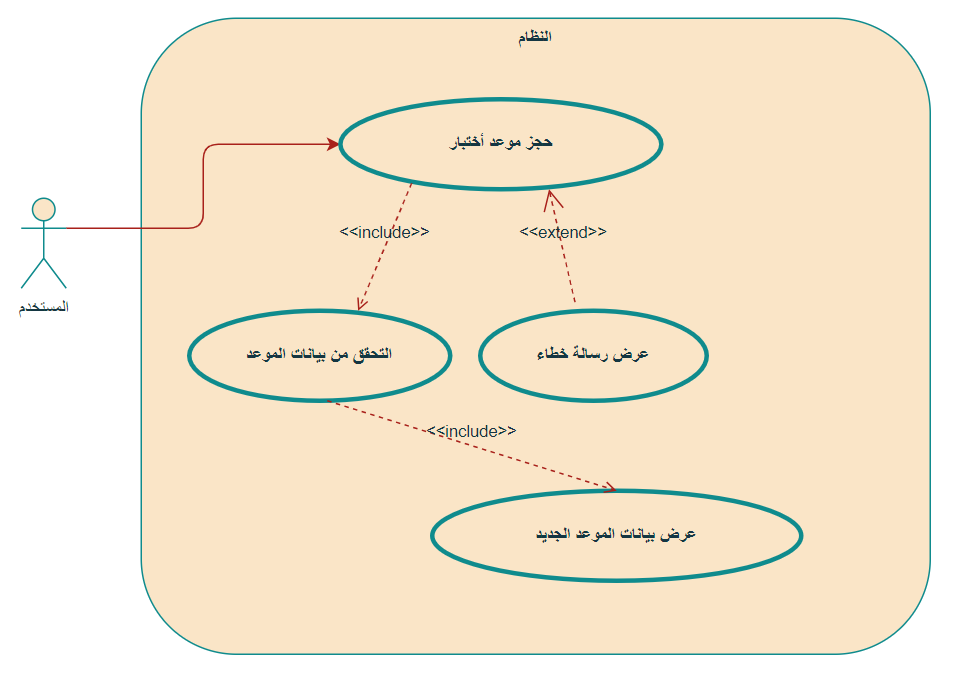 النظام
حجز موعد أختبار
<<include>>
<<extend>>
المستخدم
التحقق من بيانات الموعد
عرض رسالة خطاء
<<include>>
عرض بيانات الموعد الجديد